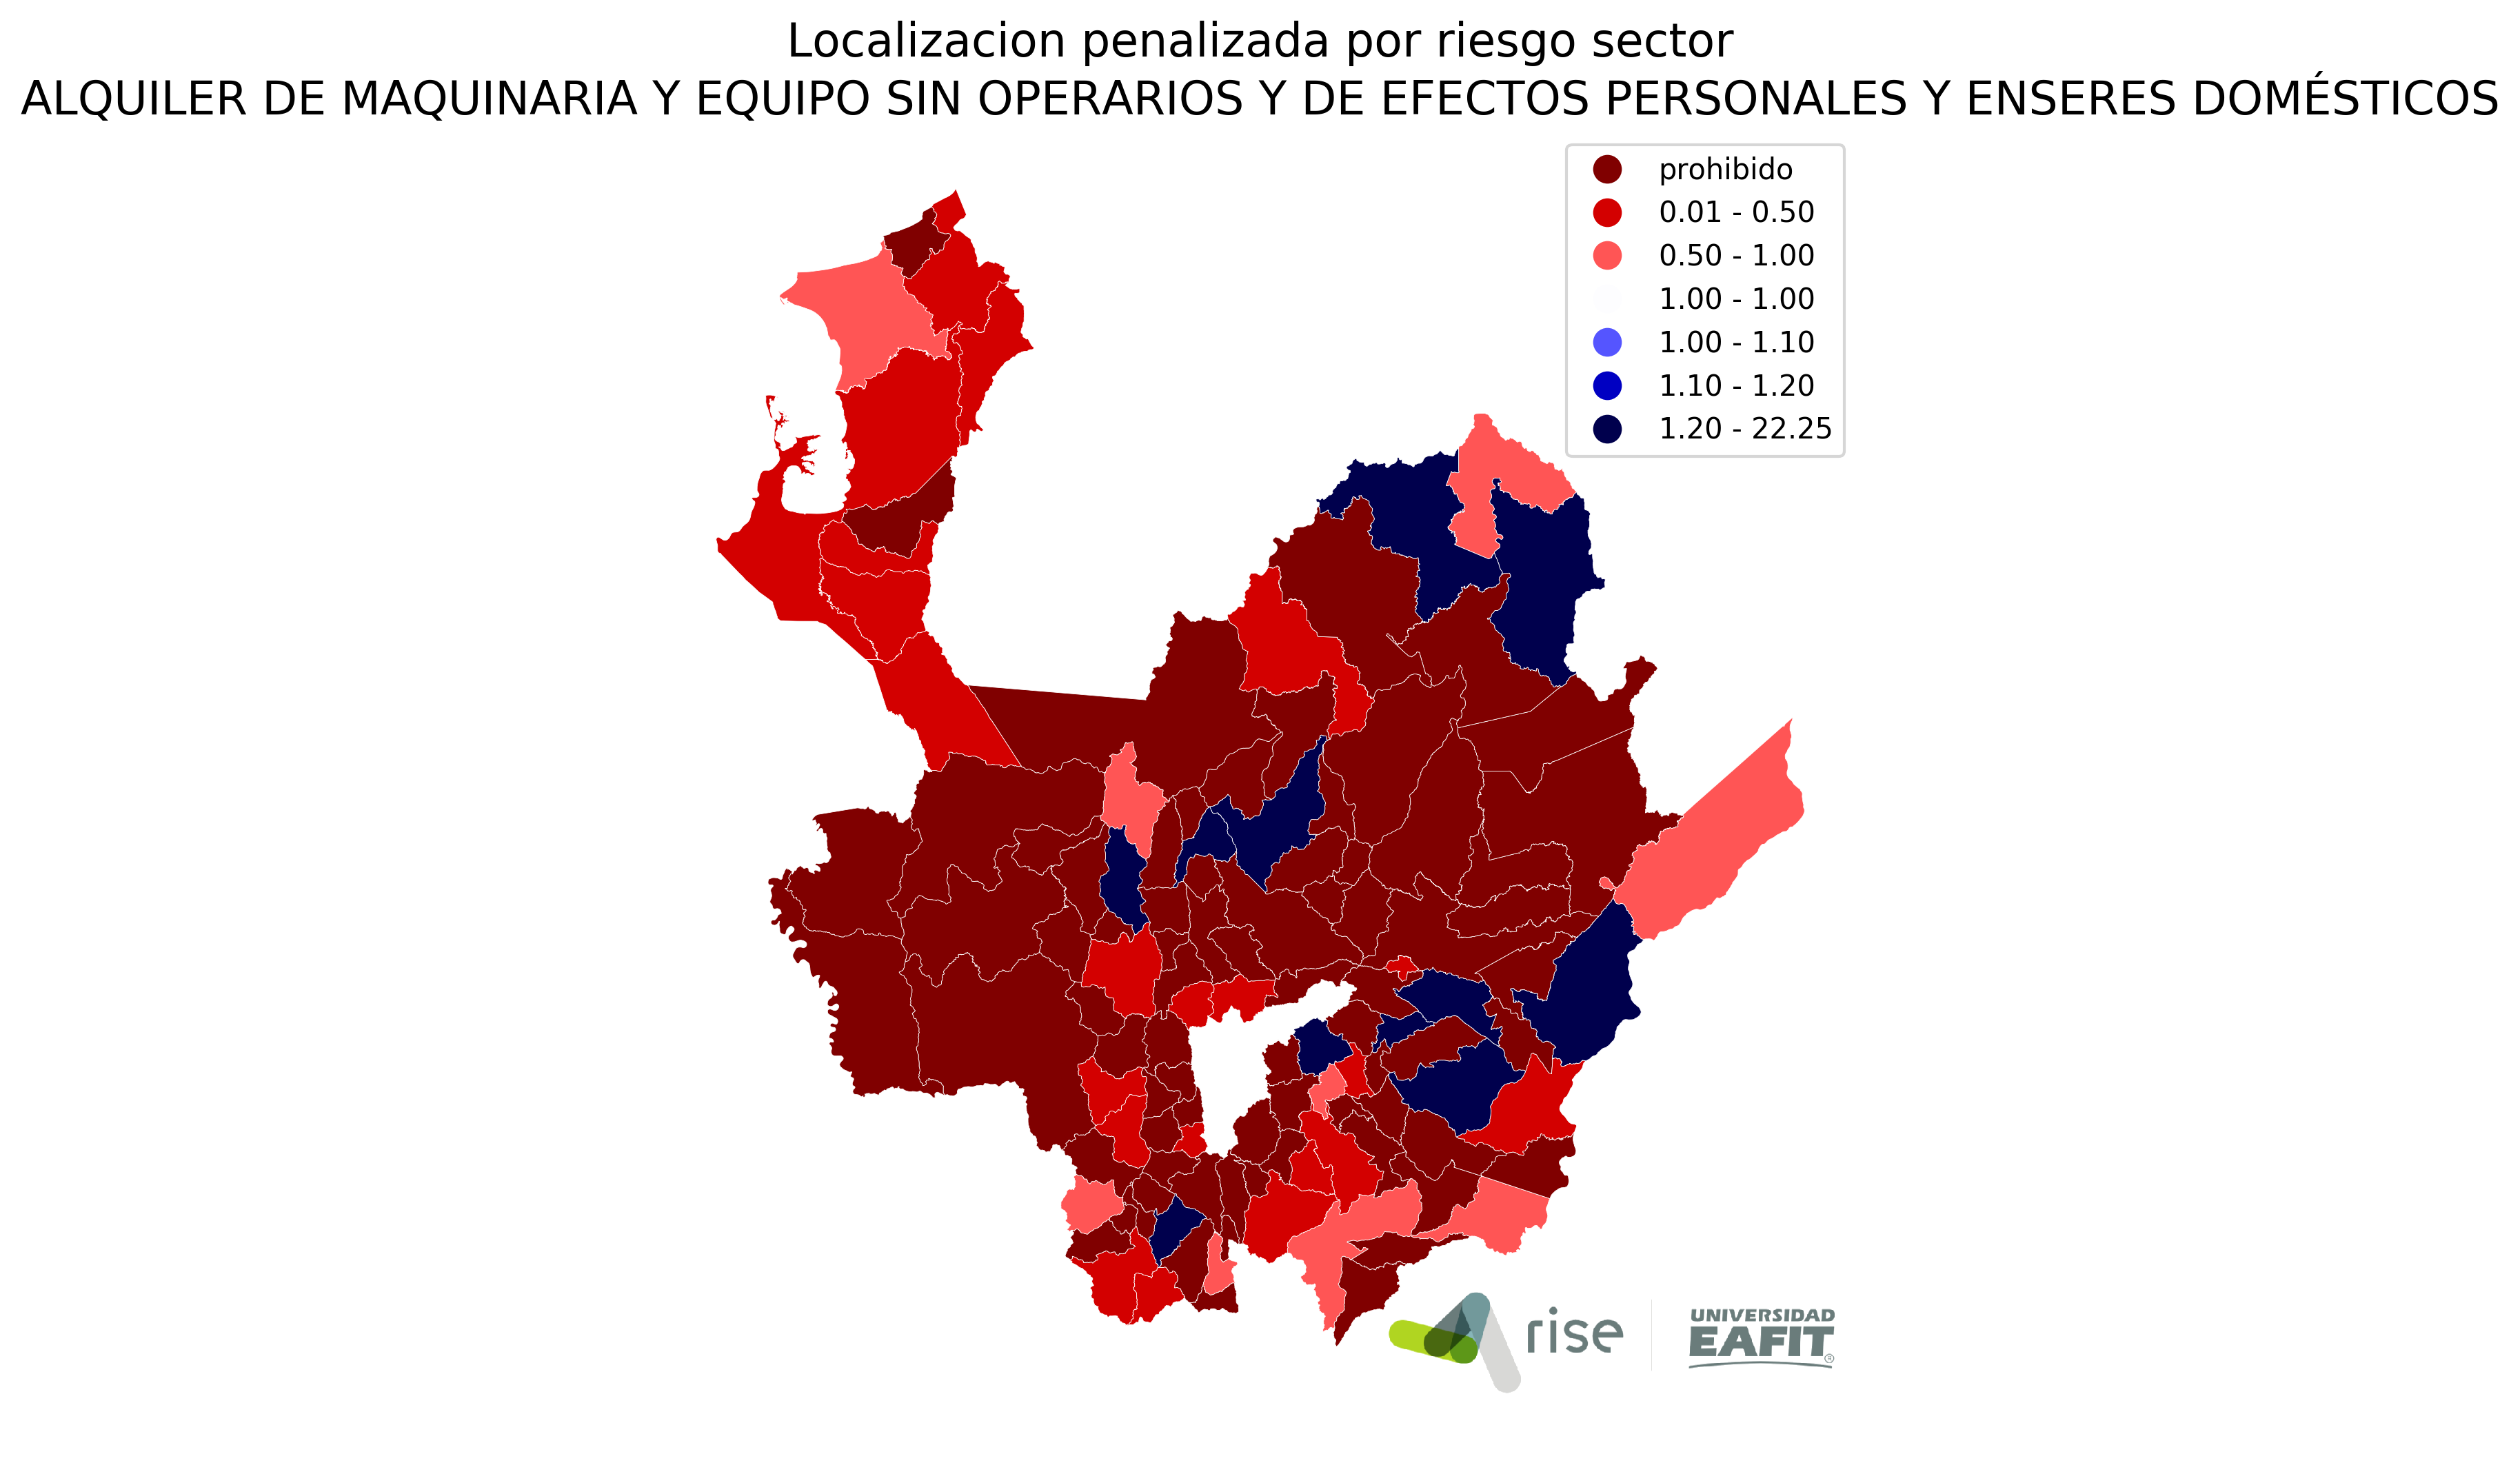 Localizacion penalizada por riesgo sector
ALQUILER DE MAQUINARIA Y EQUIPO SIN OPERARIOS Y DE EFECTOS PERSONALES Y ENSERES DOMÉSTICOS
prohibido
0.01 - 0.50
0.50 - 1.00
1.00 - 1.00
1.00 - 1.10
1.10 - 1.20
1.20 - 22.25
rise
UNIVERSIDAD
EAFIT®